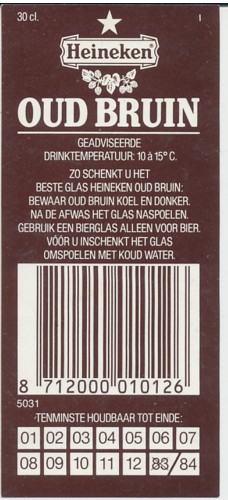 30 cl. I
Heineken
OUD BRUIN
GEADVISEERDE
DRINKTEMPERATUUR: 10 à 15° C.
ZO SCHENKT U HET
BESTE GLAS HEINEKEN OUD BRUIN:
BEWAAR OUD BRUIN KOEL EN DONKER.
NA DE AFWAS HET GLAS NASPOELEN.
GEBRUIK EEN BIERGLAS ALLEEN VOOR BIER.
VÓÓR U INSCHENKT HET GLAS
OMSPOELEN MET KOUD WATER.
8 712000 010126
5031
TENMINSTE HOUDBAAR TOT EINDE:
01 02 03 04 05 06 07
08 09 10 11 12 83/84